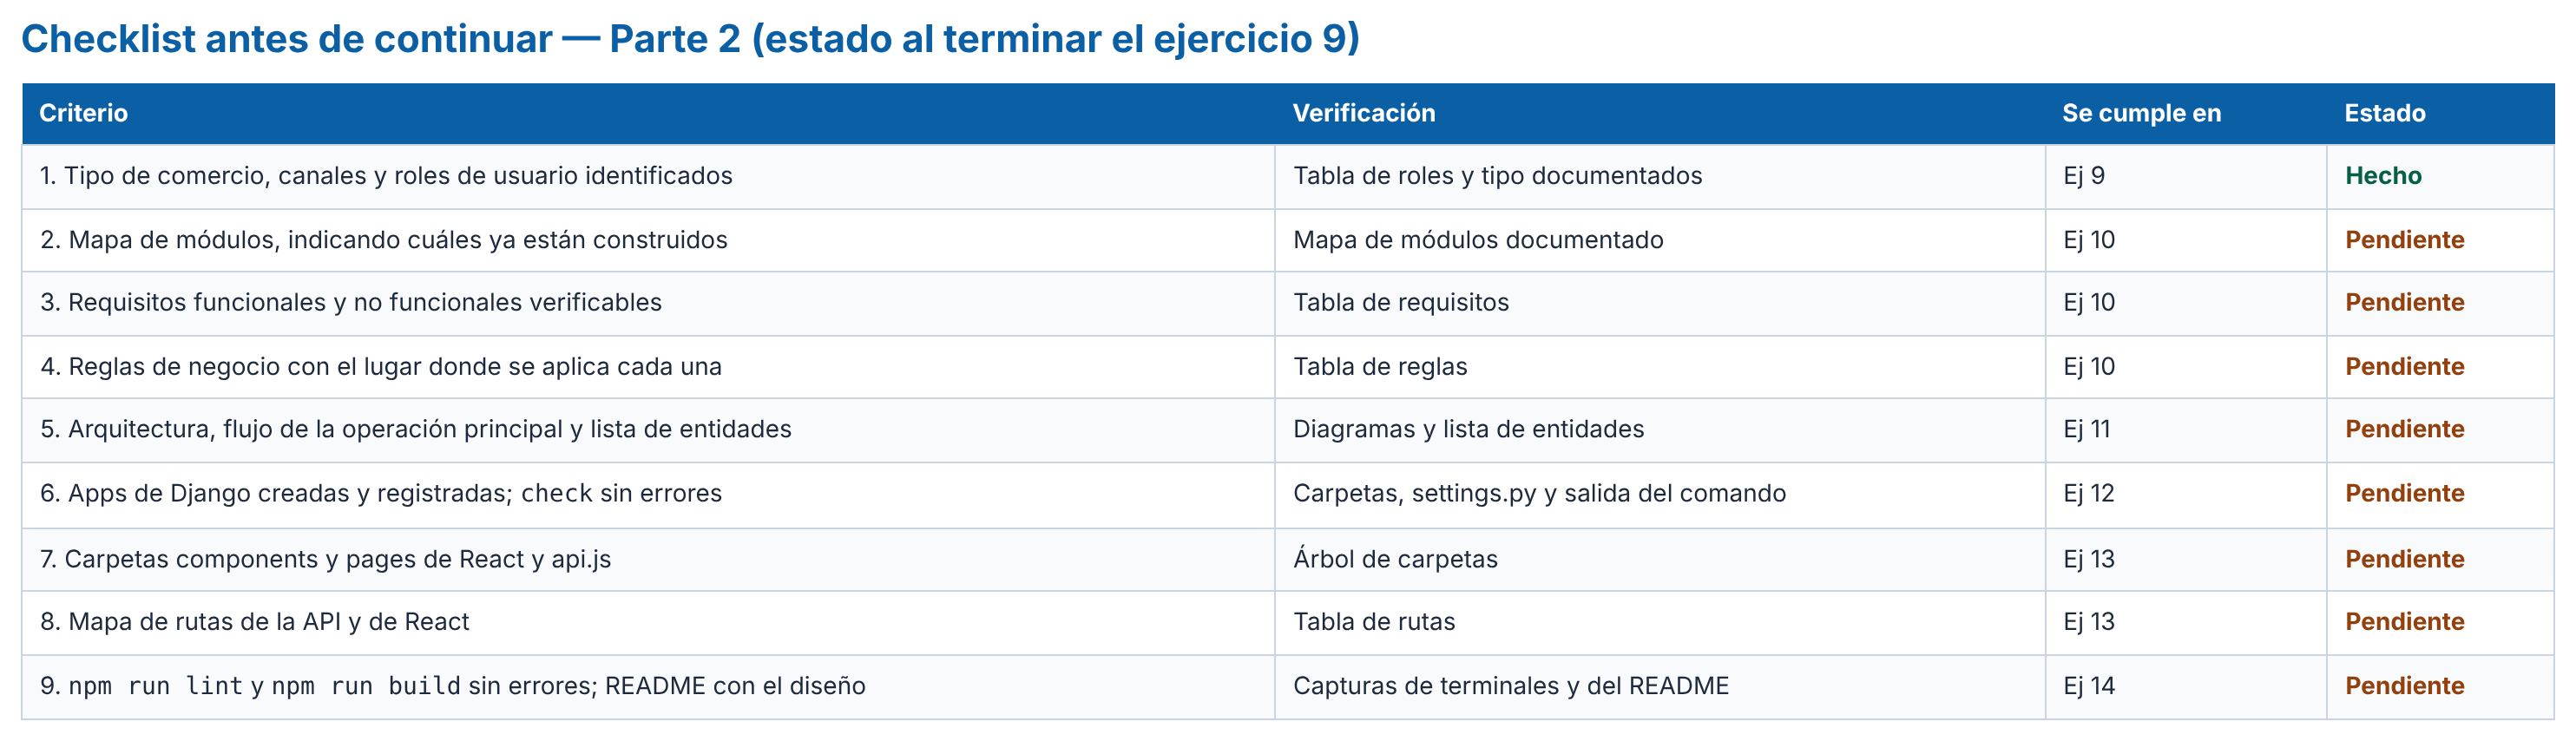 Checklist antes de continuar — Parte 2 (estado al terminar el ejercicio 9)
Criterio Verificación Se cumple en Estado
1. Tipo de comercio, canales y roles de usuario identificados Tabla de roles y tipo documentados Ej 9 Hecho
2. Mapa de módulos, indicando cuáles ya están construidos Mapa de módulos documentado Ej 10 Pendiente
3. Requisitos funcionales y no funcionales verificables Tabla de requisitos Ej 10 Pendiente
4. Reglas de negocio con el lugar donde se aplica cada una Tabla de reglas Ej 10 Pendiente
5. Arquitectura, flujo de la operación principal y lista de entidades Diagramas y lista de entidades Ej 11 Pendiente
6. Apps de Django creadas y registradas; check sin errores Carpetas, settings.py y salida del comando Ej 12 Pendiente
7. Carpetas components y pages de React y api.js Árbol de carpetas Ej 13 Pendiente
8. Mapa de rutas de la API y de React Tabla de rutas Ej 13 Pendiente
9. npm run lint y npm run build sin errores; README con el diseño Capturas de terminales y del README Ej 14 Pendiente